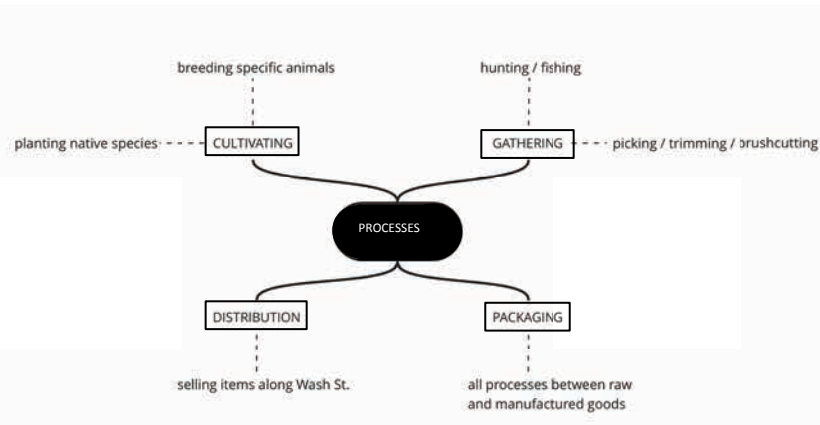 breeding specific animals
hunting / fishing
planting native species
CULTIVATING
GATHERING
picking / trimming / brushcutting
PROCESSES
DISTRIBUTION
PACKAGING
selling items along Wash St.
all processes between raw
and manufactured goods